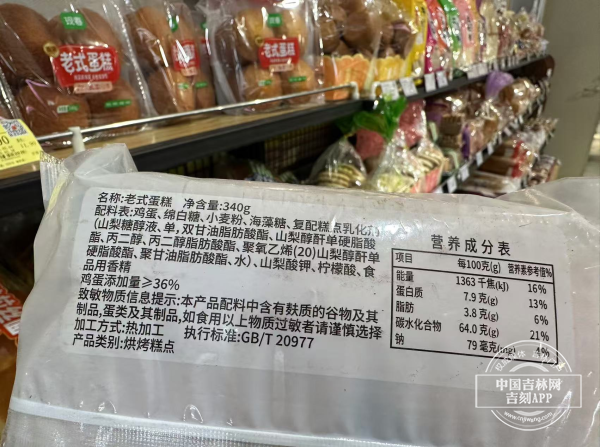 老式蛋糕
老式蛋糕
名称:老式蛋糕 净含量:340g
配料表:鸡蛋、绵白糖、小麦粉、海藻糖、复配糕点乳化剂
(山梨糖醇液、单,双甘油脂肪酸酯、山梨醇酐单硬脂酸
酯、丙二醇、丙二醇脂肪酸酯、聚氧乙烯(20)山梨醇酐单
硬脂酸酯、聚甘油脂肪酸酯、水)、山梨酸钾、柠檬酸、食
品用香精
鸡蛋添加量≥36%
致敏物质信息提示:本产品配料中含有麸质的谷物及其
制品,蛋类及其制品,如食用以上物质过敏者请谨慎选择
加工方式:热加工 执行标准:GB/T 20977
产品类别:烘烤糕点
营养成分表
项目 每100克(g) 营养素参考值%
能量 1363 千焦(kJ) 16%
蛋白质 7.9 克(g) 13%
脂肪 3.8 克(g) 6%
碳水化合物 64.0 克(g) 21%
钠 79 毫克(mg) 4%
中国吉林网
吉刻APP